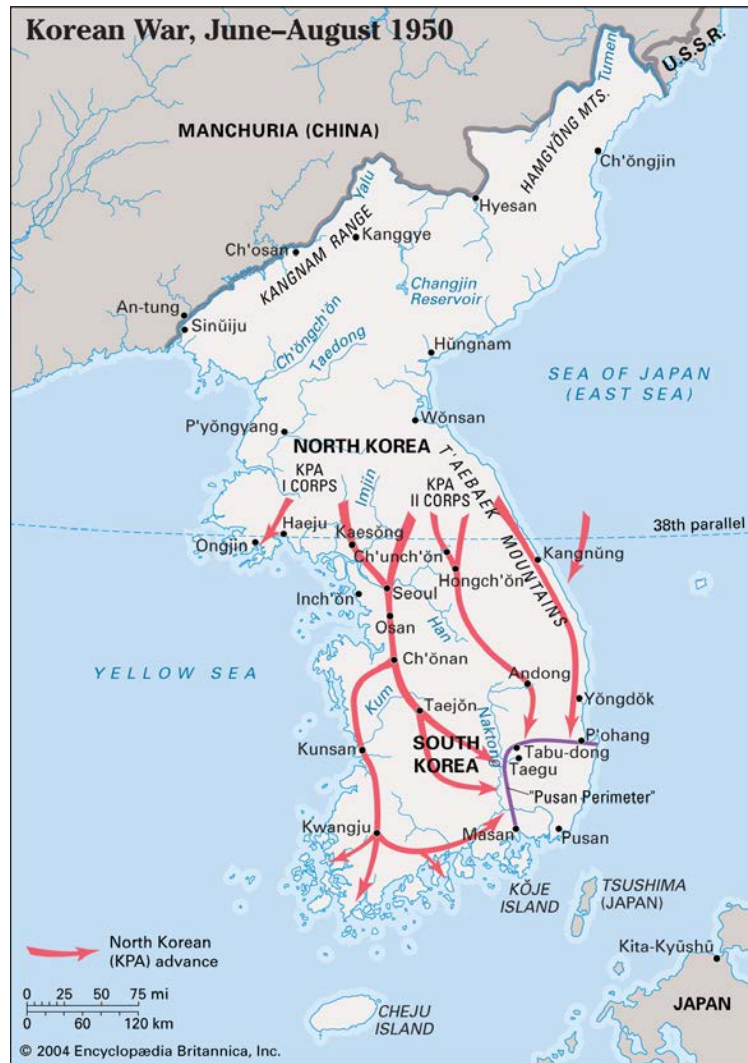 Korean War, June–August 1950
U.S.S.R.
Tumen
MANCHURIA (CHINA)
HAMGYŎNG MTS.
Ch'ŏngjin
Yalu
Hyesan
Kanggye
Ch'osan
KANGNAM RANGE
Changjin
Reservoir
An-tung
Sinŭiju
Ch'ŏngch'ŏn
Taedong
Hŭngnam
SEA OF JAPAN
(EAST SEA)
Wŏnsan
P'yŏngyang
NORTH KOREA
T'AEBAEK MOUNTAINS
KPA
I CORPS
Imjin
KPA
II CORPS
38th parallel
Haeju
Kaesŏng
Ongjin
Ch'unch'ŏn
Kangnŭng
Hongch'ŏn
Inch'ŏn
Seoul
Osan
Han
Ch'ŏnan
YELLOW SEA
Andong
Kum
Taejŏn
Naktong
Yŏngdŏk
P'ohang
Kunsan
SOUTH
KOREA
Tabu-dong
Taegu
"Pusan Perimeter"
Kwangju
Masan
Pusan
KŎJE
ISLAND
TSUSHIMA
(JAPAN)
North Korean
(KPA) advance
Kita-Kyūshū
0 25 50 75 mi
0 60 120 km
JAPAN
CHEJU
ISLAND
© 2004 Encyclopædia Britannica, Inc.